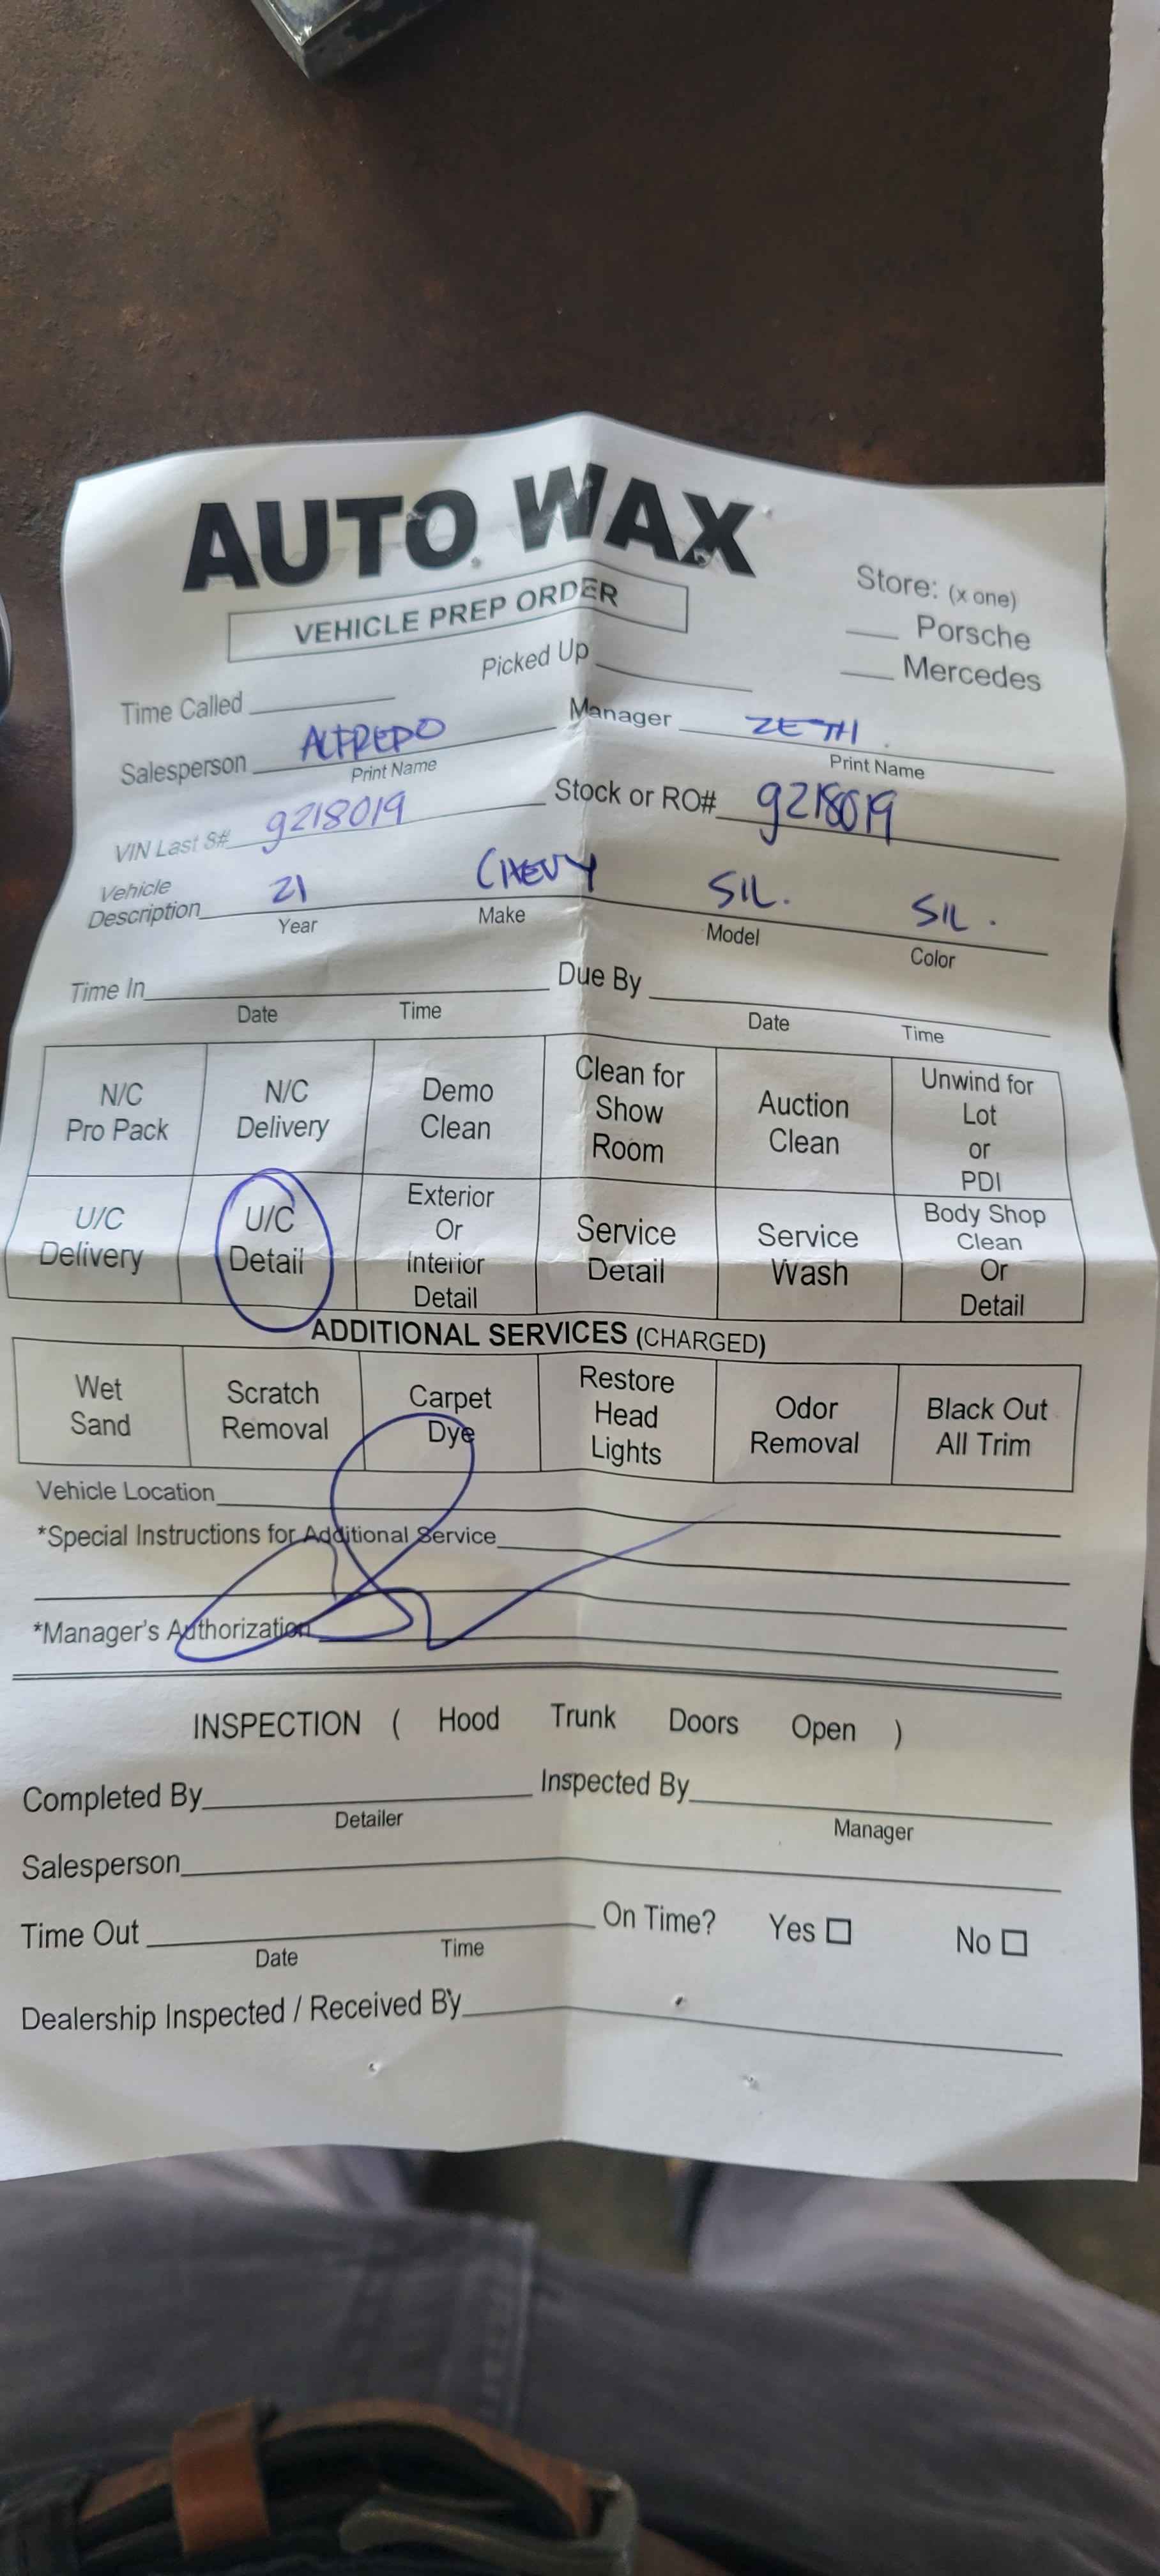 AUTO WAX
VEHICLE PREP ORDER
Store: (x one)
Porsche
Mercedes
Time Called Picked Up
Salesperson ALFREDO Manager ZETH
Print Name Print Name
VIN Last 8# g218019 Stock or RO# g218019
Vehicle Description 21 CHEVY SIL. SIL.
Year Make Model Color
Time In Due By
Date Time Date Time
N/C Pro Pack N/C Delivery Demo Clean Clean for Show Room Auction Clean Unwind for Lot or PDI
U/C Delivery U/C Detail Exterior Or Interior Detail Service Detail Service Wash Body Shop Clean Or Detail
ADDITIONAL SERVICES (CHARGED)
Wet Sand Scratch Removal Carpet Dye Restore Head Lights Odor Removal Black Out All Trim
Vehicle Location
*Special Instructions for Additional Service
*Manager's Authorization
INSPECTION ( Hood Trunk Doors Open )
Completed By Inspected By
Detailer Manager
Salesperson
Time Out On Time? Yes ☐ No ☐
Date Time
Dealership Inspected / Received By